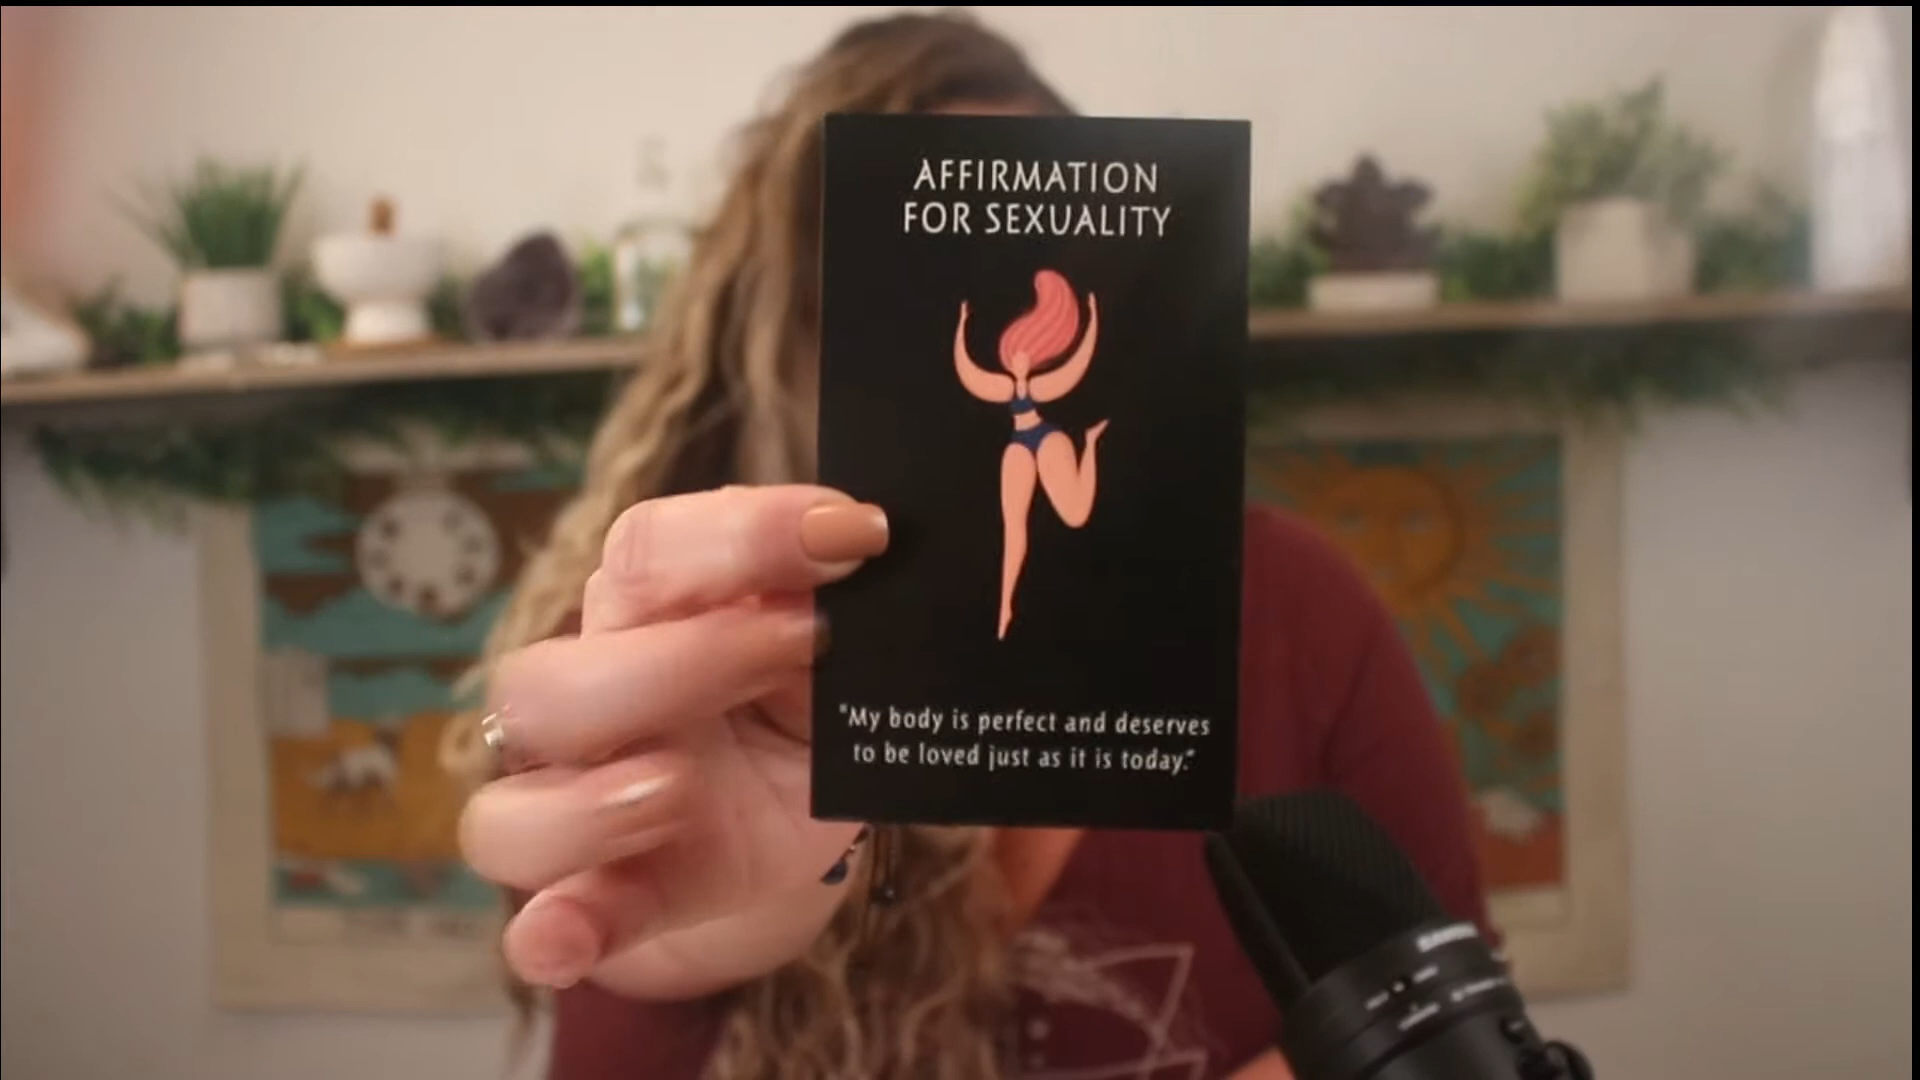 AFFIRMATION
FOR SEXUALITY
"My body is perfect and deserves
to be loved just as it is today."